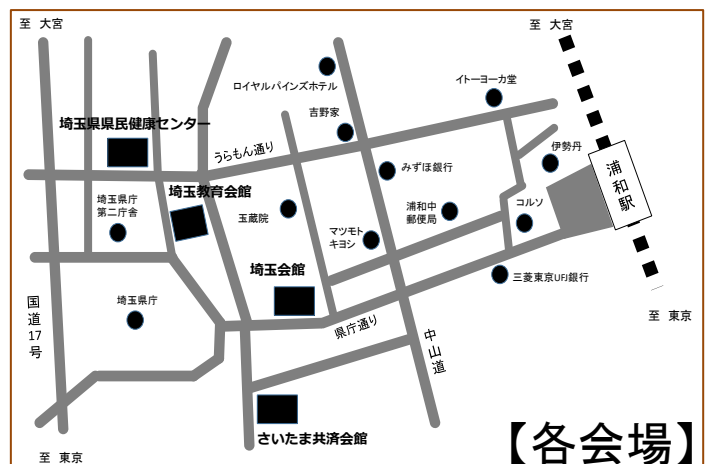 至 大宮
至 大宮
ロイヤルパインズホテル
イトーヨーカ堂
吉野家
埼玉県県民健康センター
うらもん通り
伊勢丹
みずほ銀行
浦和駅
埼玉教育会館
埼玉県庁
第二庁舎
玉蔵院
浦和中
郵便局
コルソ
マツモト
キヨシ
埼玉会館
三菱東京UFJ銀行
国道17号
埼玉県庁
県庁通り
中山道
至 東京
さいたま共済会館
【各会場】
至 東京